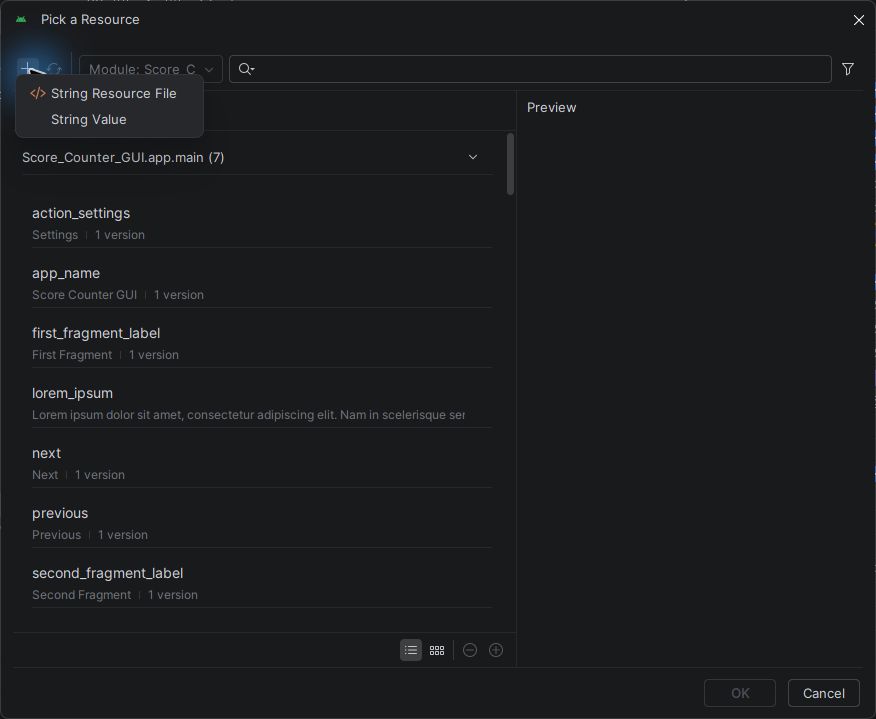 Pick a Resource
Module: Score_C
String Resource File
String Value
Preview
Score_Counter_GUI.app.main (7)
action_settings
Settings | 1 version
app_name
Score Counter GUI | 1 version
first_fragment_label
First Fragment | 1 version
lorem_ipsum
Lorem ipsum dolor sit amet, consectetur adipiscing elit. Nam in scelerisque ser
next
Next | 1 version
previous
Previous | 1 version
second_fragment_label
Second Fragment | 1 version
OK
Cancel